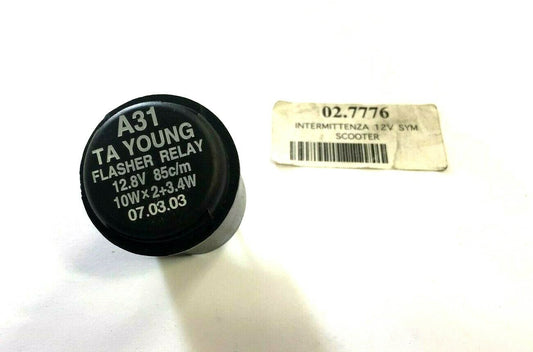 A31
TA YOUNG
FLASHER RELAY
12.8V 85c/m
10W×2+3.4W
07.03.03
02.7776
INTERMITTENZA 12V SYM
SCOOTER